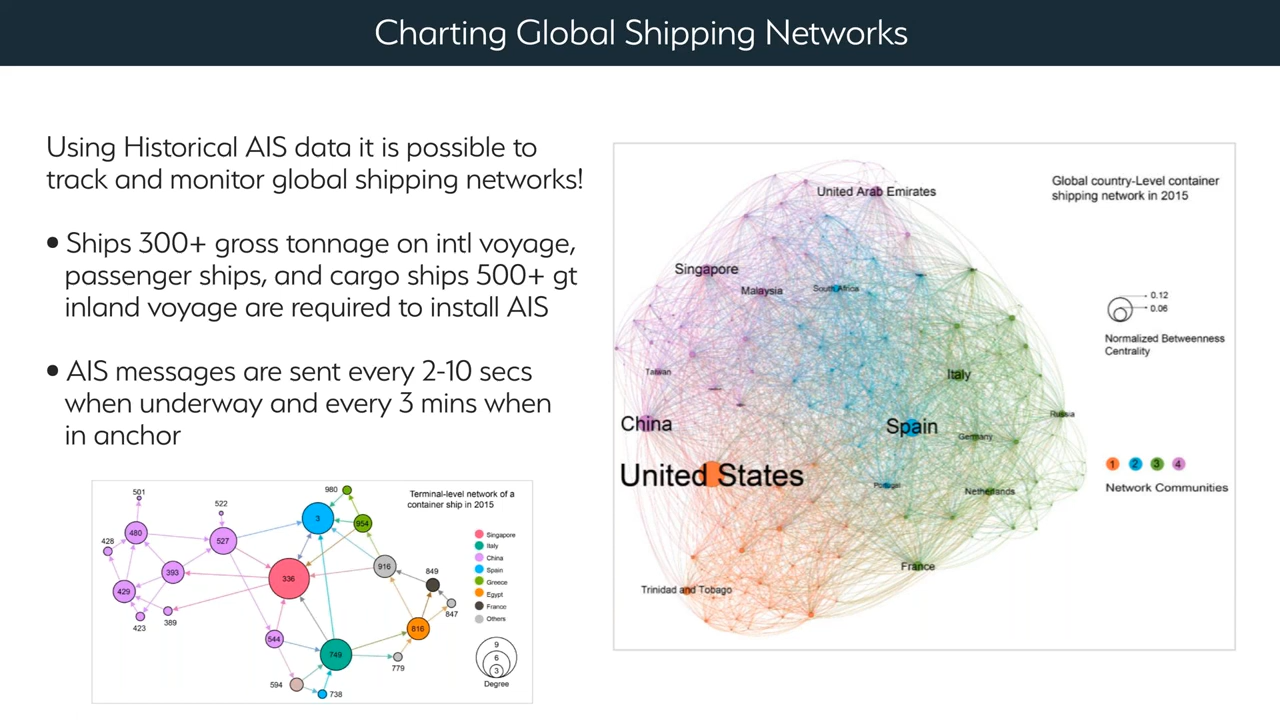 Charting Global Shipping Networks
Using Historical AIS data it is possible to
track and monitor global shipping networks!
• Ships 300+ gross tonnage on intl voyage,
passenger ships, and cargo ships 500+ gt
inland voyage are required to install AIS
• AIS messages are sent every 2-10 secs
when underway and every 3 mins when
in anchor
Terminal-level network of a
container ship in 2015
501
522
980
3
954
480
527
428
393
336
916
849
429
847
423
389
816
544
749
779
594
738
Singapore
Italy
China
Spain
Greece
Egypt
France
Others
9
6
3
Degree
Global country-Level container
shipping network in 2015
United Arab Emirates
Singapore
Malaysia
South Africa
Taiwan
Italy
China
Spain
Russia
Germany
United States
Portugal
Netherlands
France
Trinidad and Tobago
0.12
0.06
Normalized Betweenness
Centrality
1 2 3 4
Network Communities